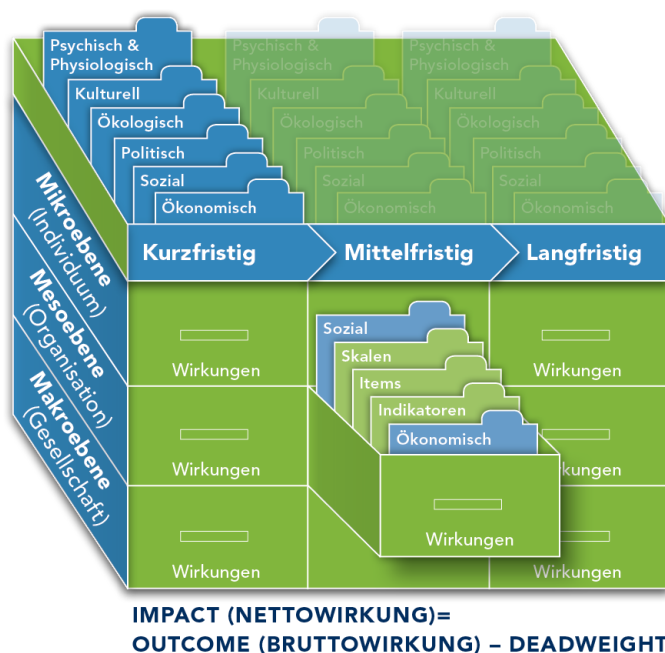 Psychisch &
Physiologisch
Kulturell
Ökologisch
Politisch
Sozial
Ökonomisch
Psychisch &
Physiologisch
Kulturell
Ökologisch
Politisch
Sozial
Ökonomisch
Psychisch &
Physiologisch
Kulturell
Ökologisch
Politisch
Sozial
Ökonomisch
Mikroebene
(Individuum)
Mesoebene
(Organisation)
Makroebene
(Gesellschaft)
Kurzfristig
Mittelfristig
Langfristig
Wirkungen
Sozial
Skalen
Items
Indikatoren
Ökonomisch
Wirkungen
Wirkungen
Wirkungen
kungen
Wirkungen
Wirkungen
IMPACT (NETTOWIRKUNG)=
OUTCOME (BRUTTOWIRKUNG) – DEADWEIGHT